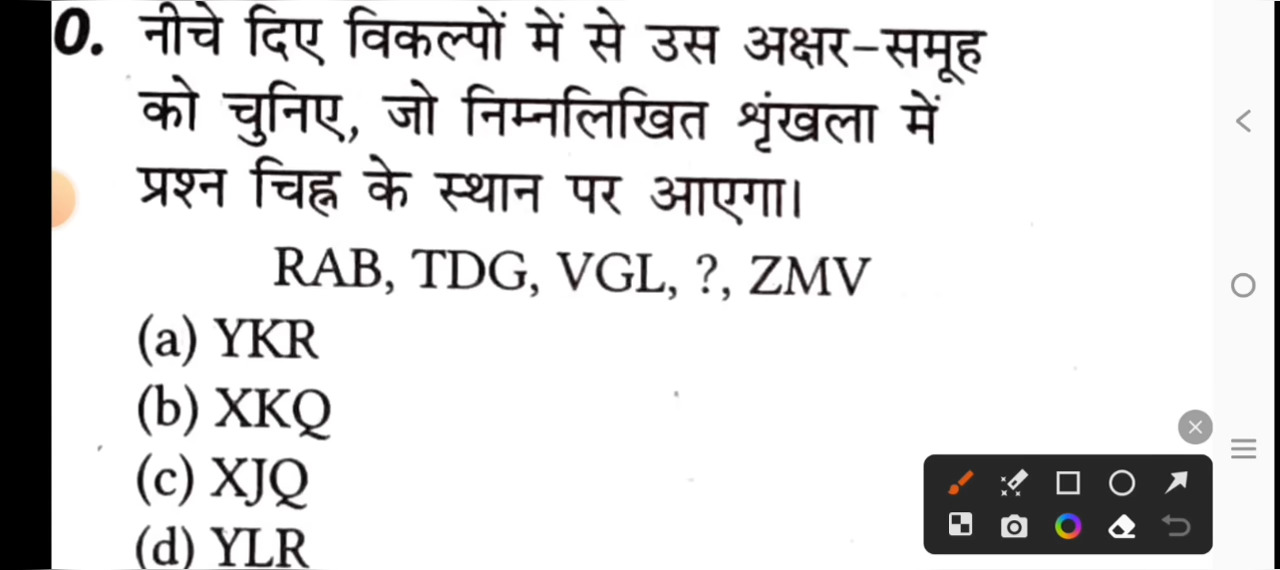 0. नीचे दिए विकल्पों में से उस अक्षर-समूह
को चुनिए, जो निम्नलिखित शृंखला में
प्रश्न चिह्न के स्थान पर आएगा।
RAB, TDG, VGL, ?, ZMV
(a) YKR
(b) XKQ
(c) XJQ
(d) YLR